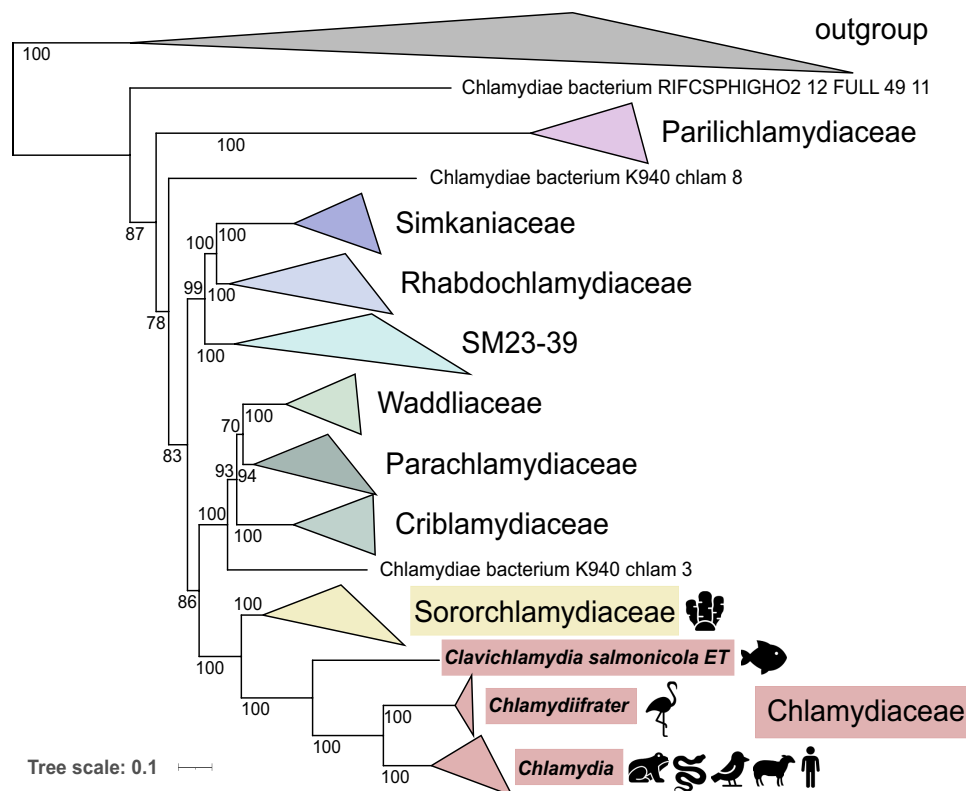 outgroup
100
Chlamydiae bacterium RIFCSPHIGHO2 12 FULL 49 11
Parilichlamydiaceae
100
Chlamydiae bacterium K940 chlam 8
87
Simkaniaceae
100
100
Rhabdochlamydiaceae
99
100
78
SM23-39
100
Waddliaceae
100
70
83
Parachlamydiaceae
93
94
Criblamydiaceae
100
100
Chlamydiae bacterium K940 chlam 3
86
100
Sororchlamydiaceae
100
Clavichlamydia salmonicola ET
100
Chlamydiifrater
100
Chlamydiaceae
100
Chlamydia
100
Tree scale: 0.1